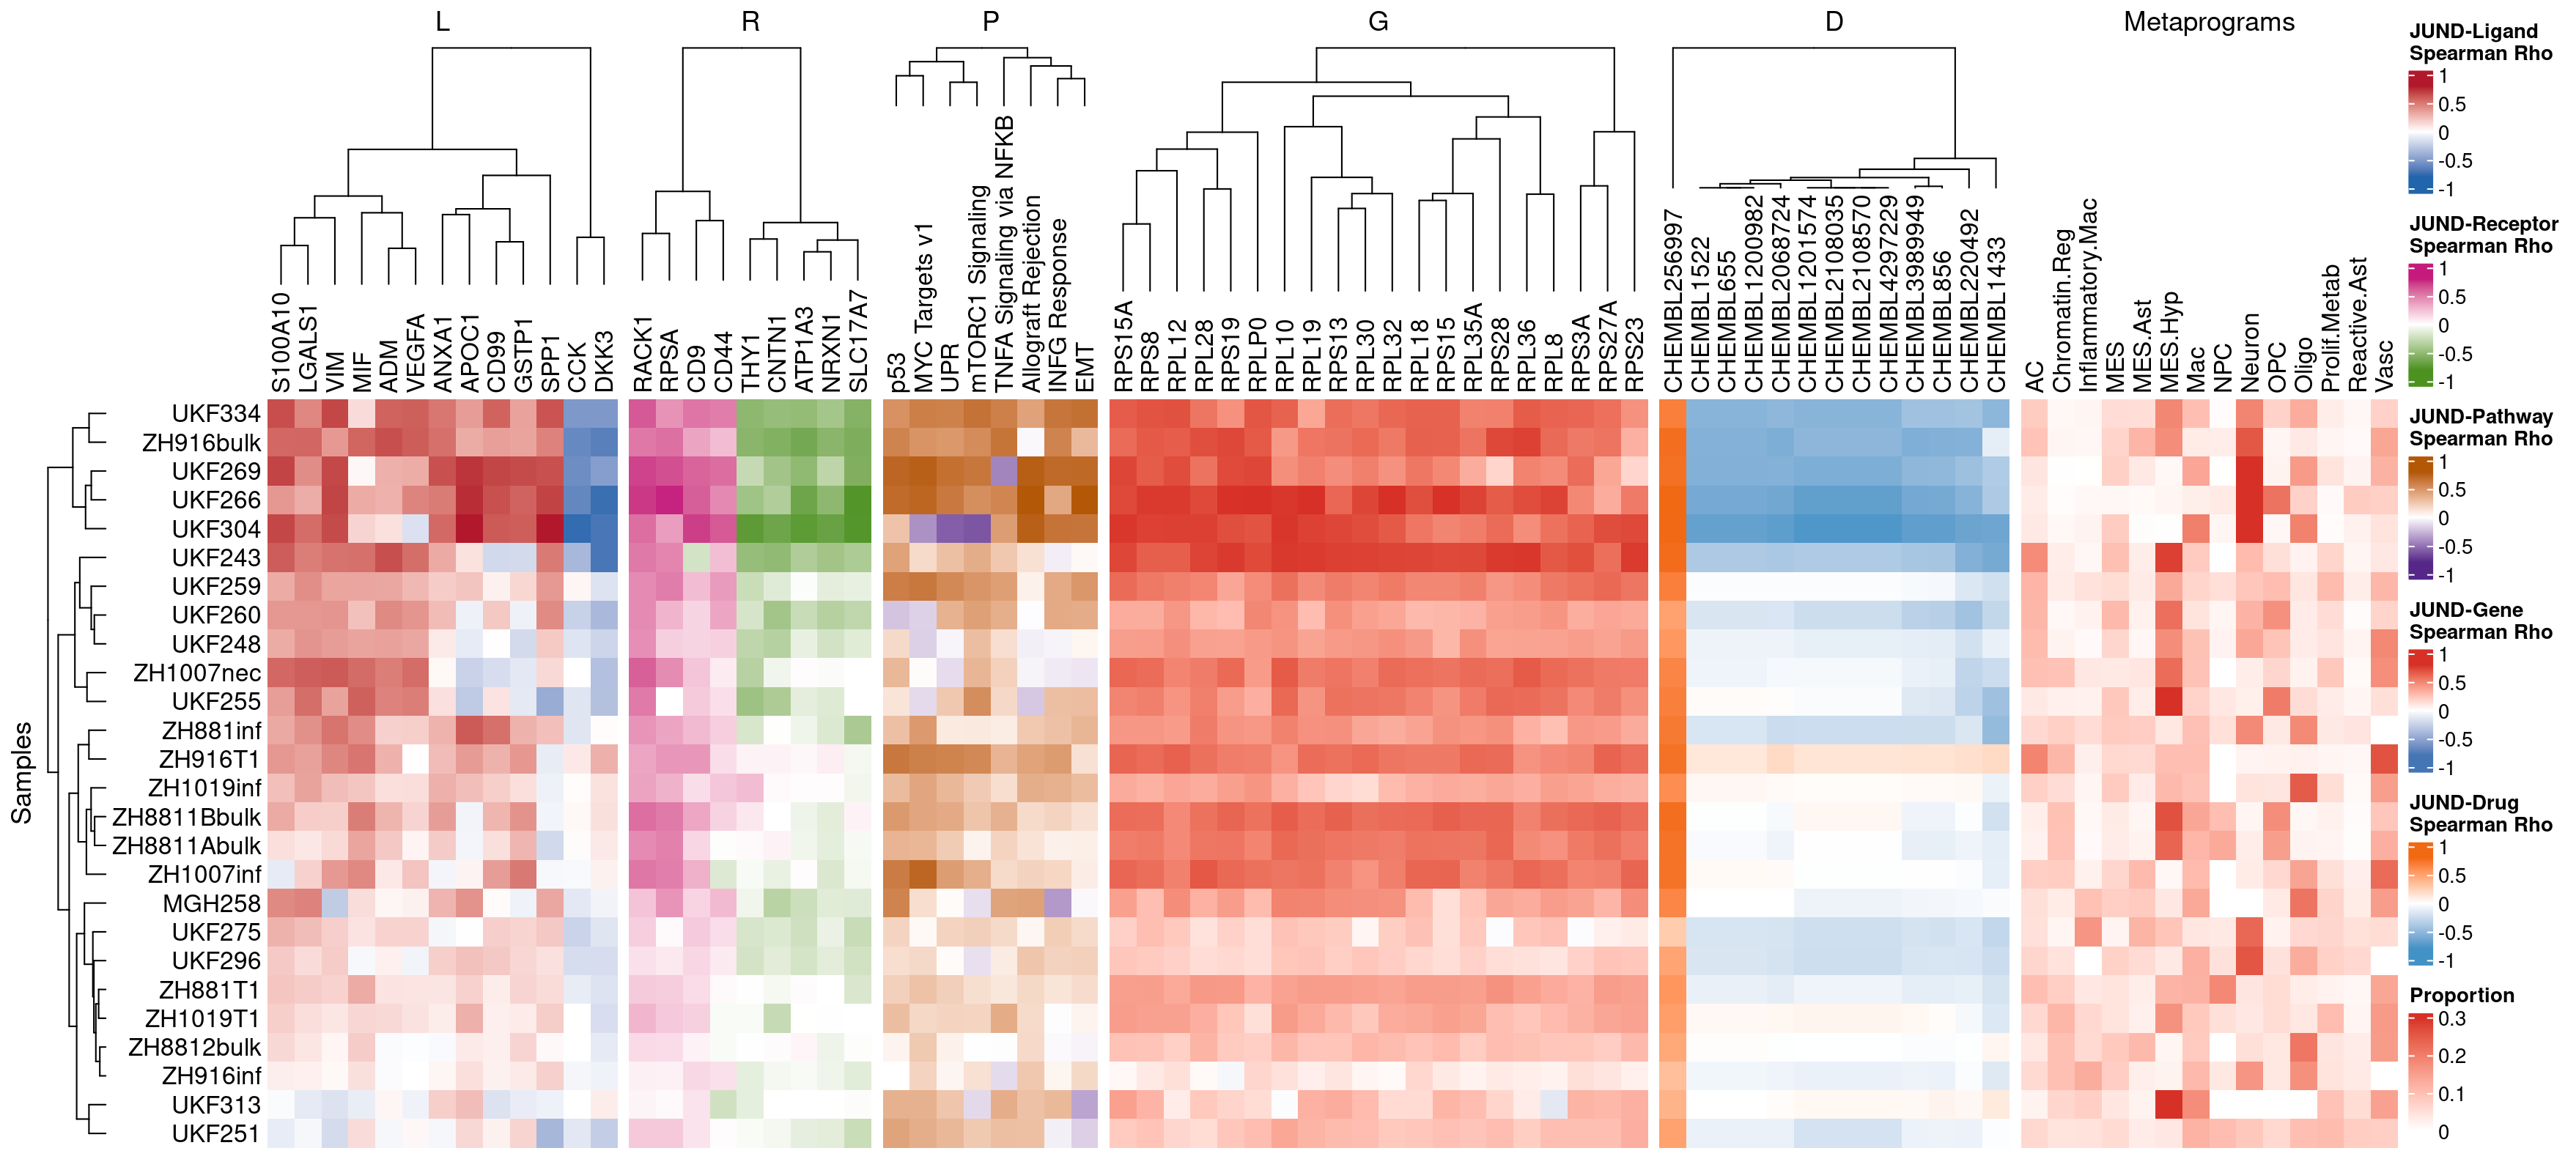 L R P G D Metaprograms
S100A10
LGALS1
VIM
MIF
ADM
VEGFA
ANXA1
APOC1
CD99
GSTP1
SPP1
CCK
DKK3
RACK1
RPSA
CD9
CD44
THY1
CNTN1
ATP1A3
NRXN1
SLC17A7
p53
MYC Targets v1
UPR
mTORC1 Signaling
TNFA Signaling via NFKB
Allograft Rejection
INFG Response
EMT
RPS15A
RPS8
RPL12
RPL28
RPS19
RPLP0
RPL10
RPL19
RPS13
RPL30
RPL32
RPL18
RPS15
RPL35A
RPS28
RPL36
RPL8
RPS3A
RPS27A
RPS23
CHEMBL256997
CHEMBL1522
CHEMBL655
CHEMBL1200982
CHEMBL2068724
CHEMBL1201574
CHEMBL2108035
CHEMBL2108570
CHEMBL4297229
CHEMBL3989949
CHEMBL856
CHEMBL220492
CHEMBL1433
AC
Chromatin.Reg
Inflammatory.Mac
MES
MES.Ast
MES.Hyp
Mac
NPC
Neuron
OPC
Oligo
Prolif.Metab
Reactive.Ast
Vasc
Samples
UKF334
ZH916bulk
UKF269
UKF266
UKF304
UKF243
UKF259
UKF260
UKF248
ZH1007nec
UKF255
ZH881inf
ZH916T1
ZH1019inf
ZH8811Bbulk
ZH8811Abulk
ZH1007inf
MGH258
UKF275
UKF296
ZH881T1
ZH1019T1
ZH8812bulk
ZH916inf
UKF313
UKF251
JUND-Ligand
Spearman Rho
1
0.5
0
-0.5
-1
JUND-Receptor
Spearman Rho
1
0.5
0
-0.5
-1
JUND-Pathway
Spearman Rho
1
0.5
0
-0.5
-1
JUND-Gene
Spearman Rho
1
0.5
0
-0.5
-1
JUND-Drug
Spearman Rho
1
0.5
0
-0.5
-1
Proportion
0.3
0.2
0.1
0